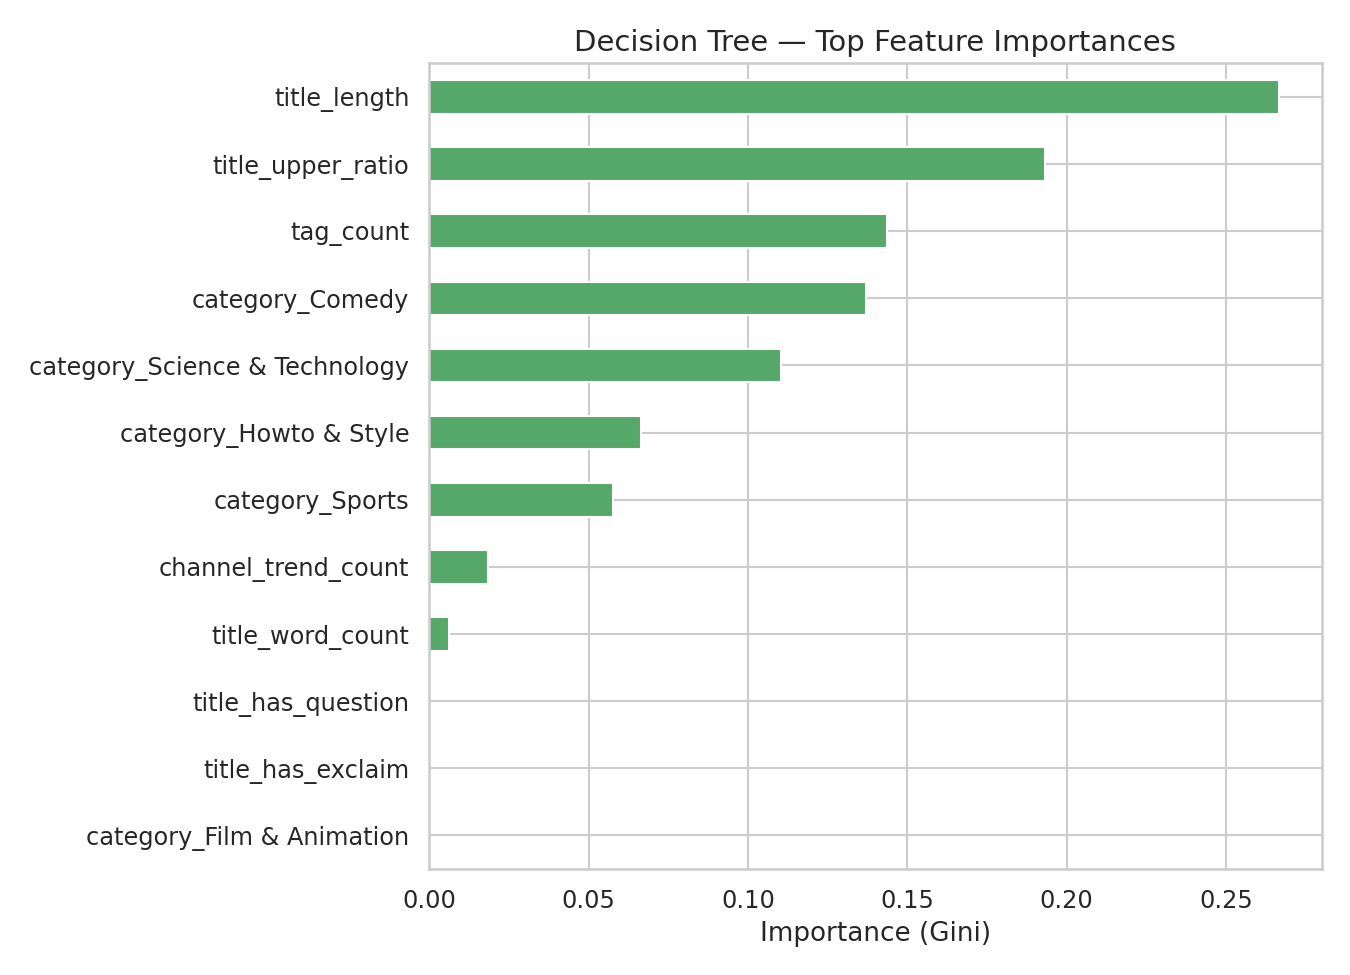 Decision Tree — Top Feature Importances
title_length
title_upper_ratio
tag_count
category_Comedy
category_Science & Technology
category_Howto & Style
category_Sports
channel_trend_count
title_word_count
title_has_question
title_has_exclaim
category_Film & Animation
0.00 0.05 0.10 0.15 0.20 0.25
Importance (Gini)